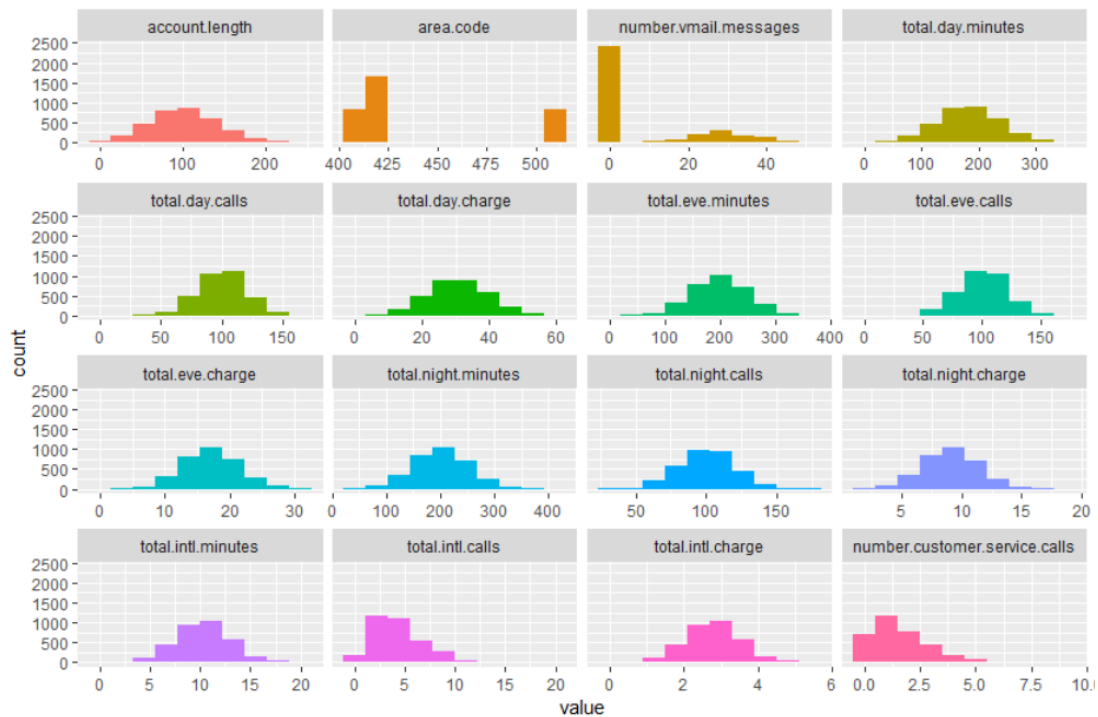 account.length area.code number.vmail.messages total.day.minutes
2500
2000
1500
1000
500
0
0 100 200 400 425 450 475 500 0 20 40 0 100 200 300
total.day.calls total.day.charge total.eve.minutes total.eve.calls
2500
2000
1500
1000
500
0
0 50 100 150 0 20 40 60 0 100 200 300 400 0 50 100 150
count
total.eve.charge total.night.minutes total.night.calls total.night.charge
2500
2000
1500
1000
500
0
0 10 20 30 0 100 200 300 400 50 100 150 5 10 15 20
total.intl.minutes total.intl.calls total.intl.charge number.customer.service.calls
2500
2000
1500
1000
500
0
0 5 10 15 20 0 5 10 15 20 0 2 4 6 0.0 2.5 5.0 7.5 10.0
value